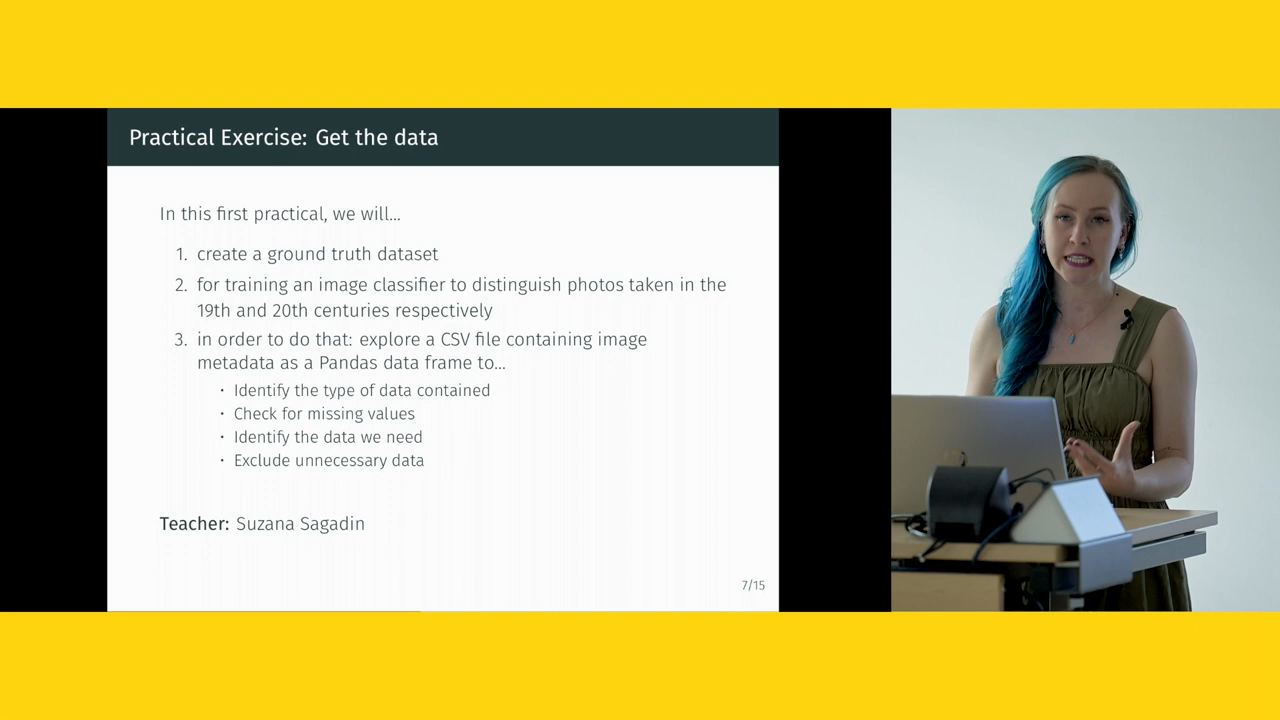 Practical Exercise: Get the data
In this first practical, we will...
1. create a ground truth dataset
2. for training an image classifier to distinguish photos taken in the
19th and 20th centuries respectively
3. in order to do that: explore a CSV file containing image
metadata as a Pandas data frame to...
· Identify the type of data contained
· Check for missing values
· Identify the data we need
· Exclude unnecessary data
Teacher: Suzana Sagadin
7/15